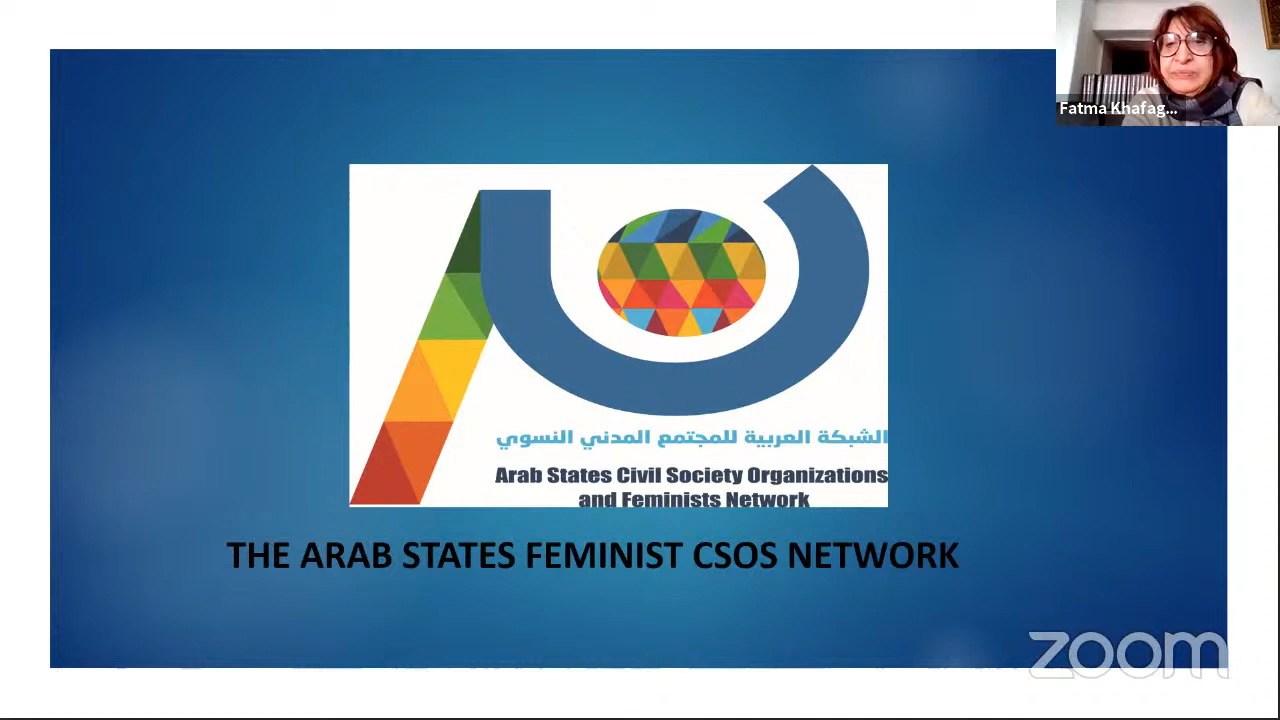 Fatma Khafag...
الشبكة العربية للمجتمع المدني النسوي
Arab States Civil Society Organizations
and Feminists Network
THE ARAB STATES FEMINIST CSOS NETWORK
zoom